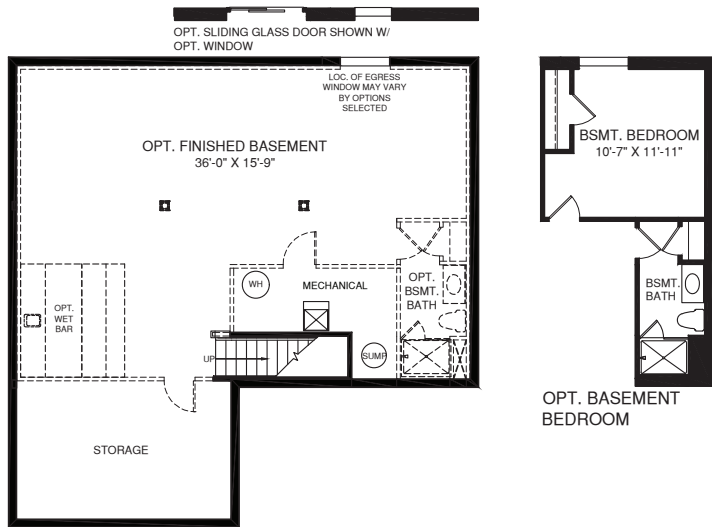 OPT. SLIDING GLASS DOOR SHOWN W/
OPT. WINDOW
LOC. OF EGRESS
WINDOW MAY VARY
BY OPTIONS
SELECTED
OPT. FINISHED BASEMENT
36'-0" X 15'-9"
WH
MECHANICAL
OPT.
BSMT.
BATH
OPT.
WET
BAR
UP
SUMP
STORAGE
BSMT. BEDROOM
10'-7" X 11'-11"
BSMT.
BATH
OPT. BASEMENT
BEDROOM